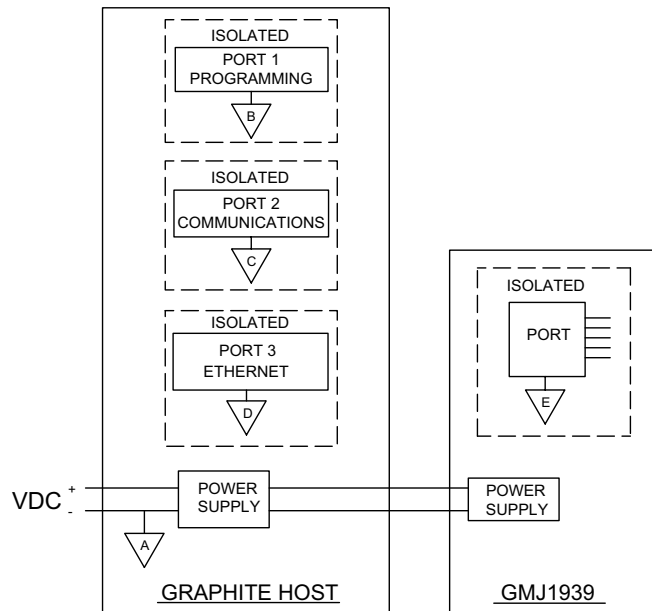 ISOLATED
PORT 1
PROGRAMMING
B
ISOLATED
PORT 2
COMMUNICATIONS
C
ISOLATED
PORT 3
ETHERNET
D
ISOLATED
PORT
E
VDC + -
POWER
SUPPLY
A
POWER
SUPPLY
GRAPHITE HOST
GMJ1939